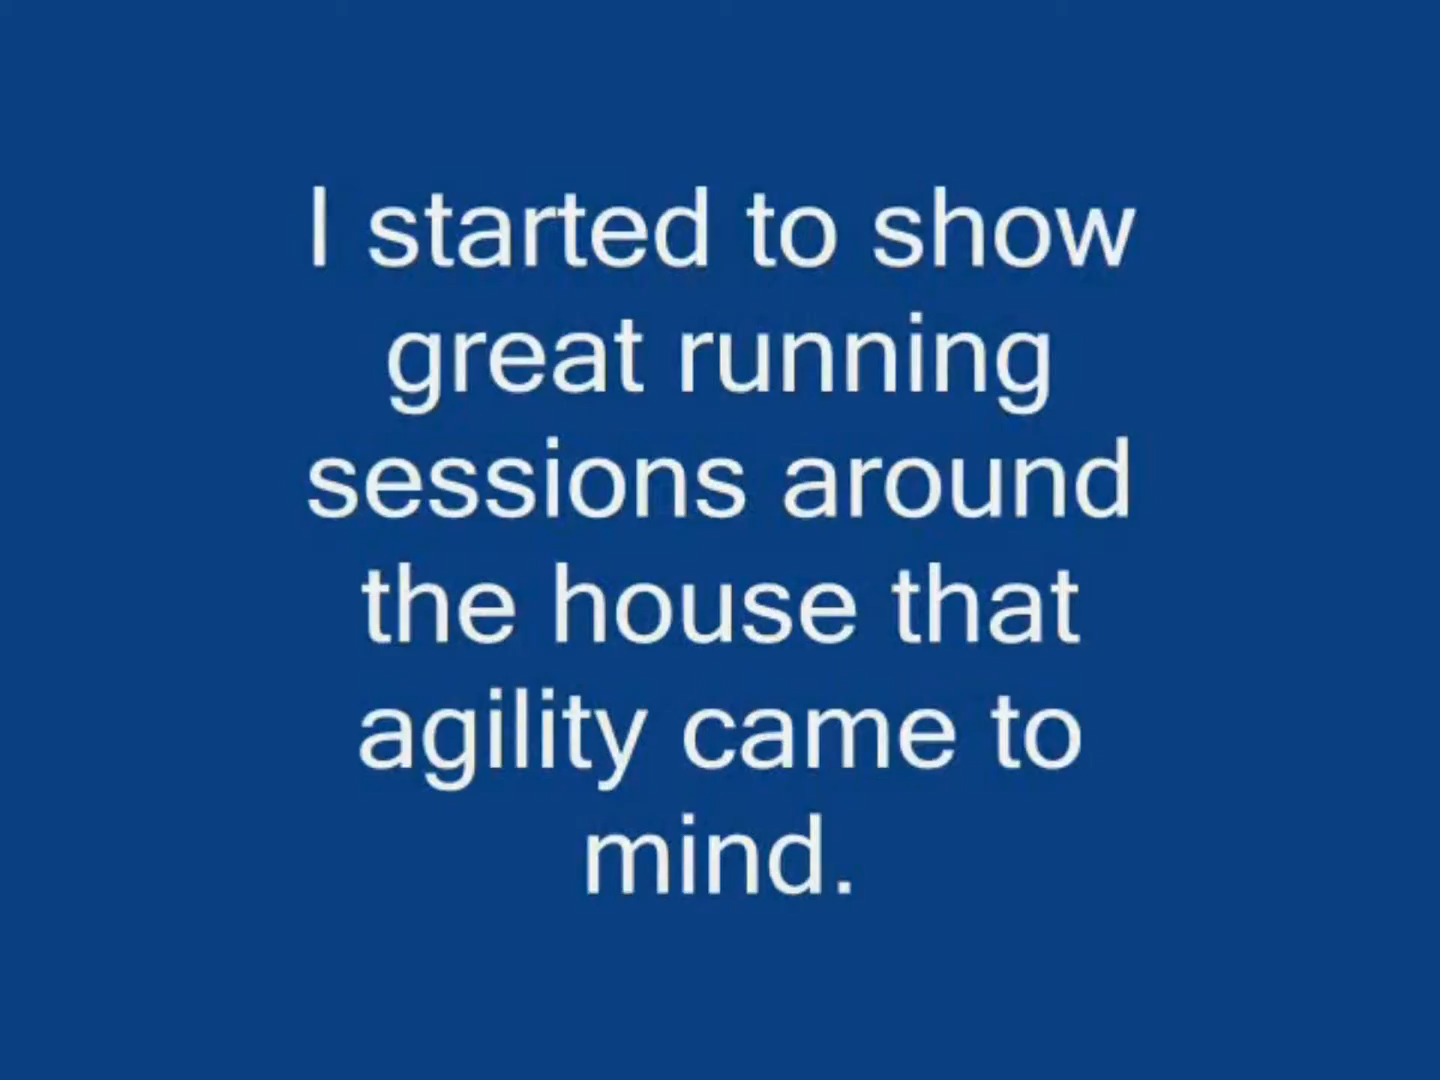 I started to show
great running
sessions around
the house that
agility came to
mind.